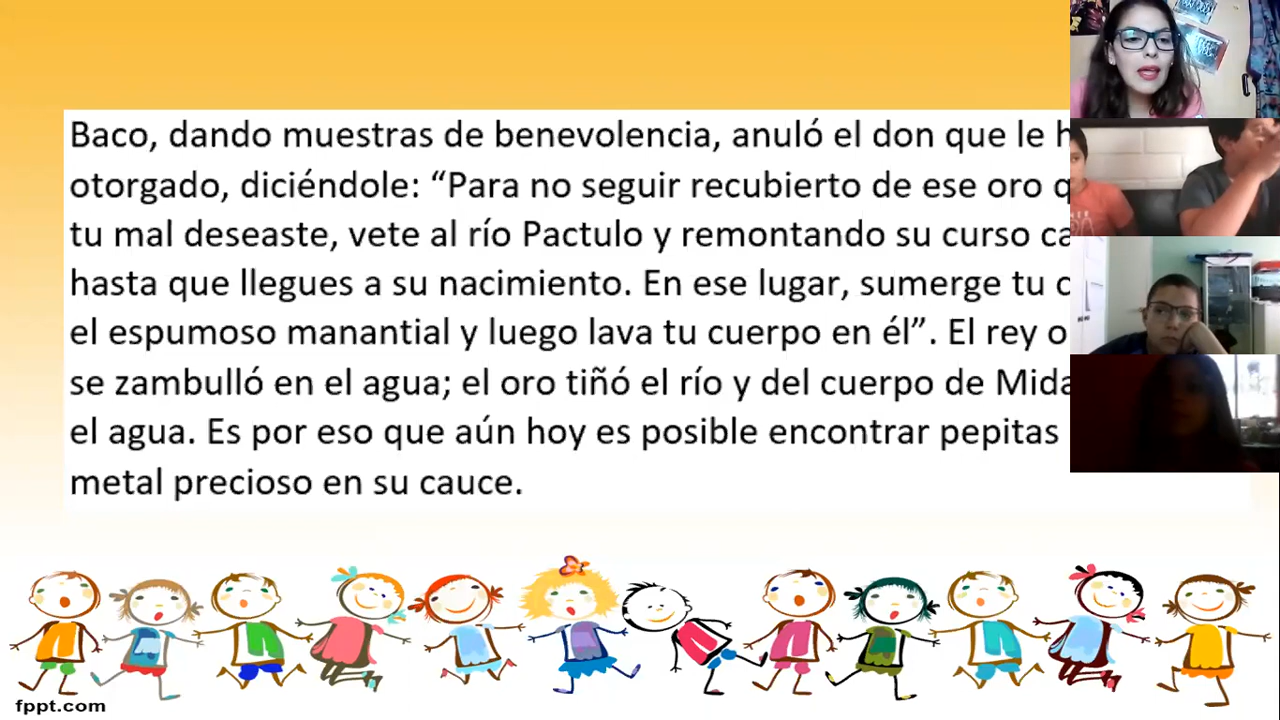 Baco, dando muestras de benevolencia, anuló el don que le
otorgado, diciéndole: “Para no seguir recubierto de ese oro
tu mal deseaste, vete al río Pactulo y remontando su curso
hasta que llegues a su nacimiento. En ese lugar, sumerge tu
el espumoso manantial y luego lava tu cuerpo en él”. El rey
se zambulló en el agua; el oro tiñó el río y del cuerpo de
el agua. Es por eso que aún hoy es posible encontrar pepitas
metal precioso en su cauce.
fppt.com